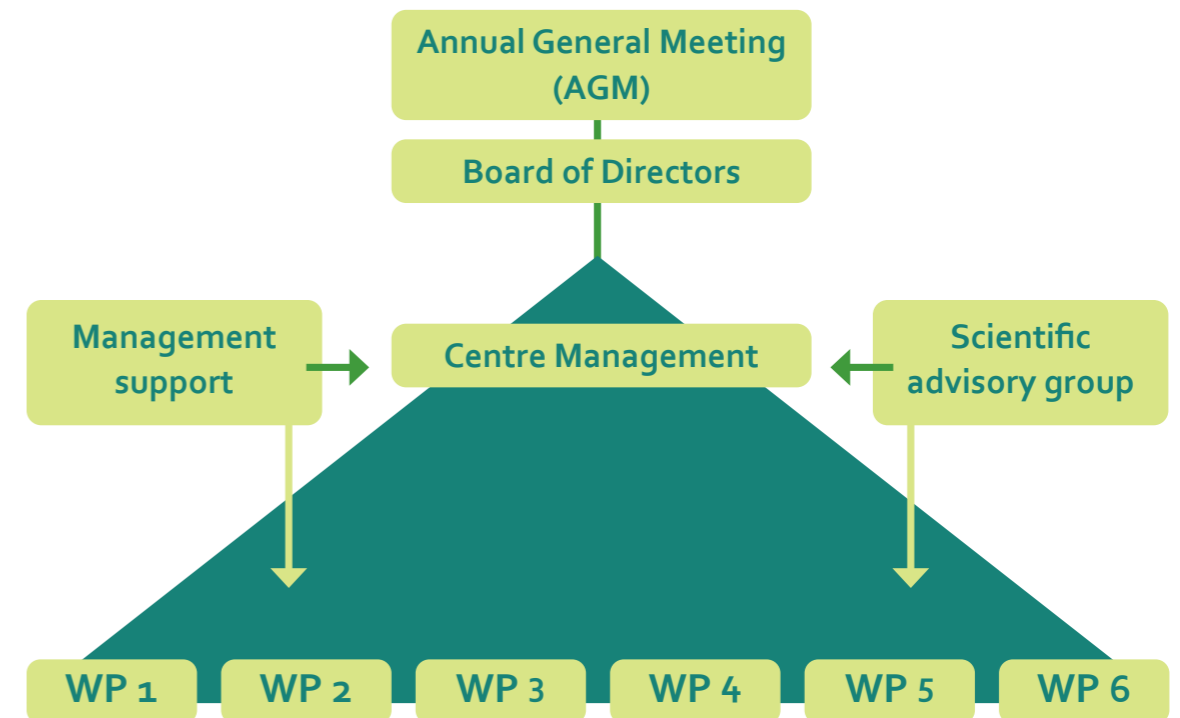 Annual General Meeting
(AGM)
Board of Directors
Management
support
Centre Management
Scientific
advisory group
WP 1
WP 2
WP 3
WP 4
WP 5
WP 6